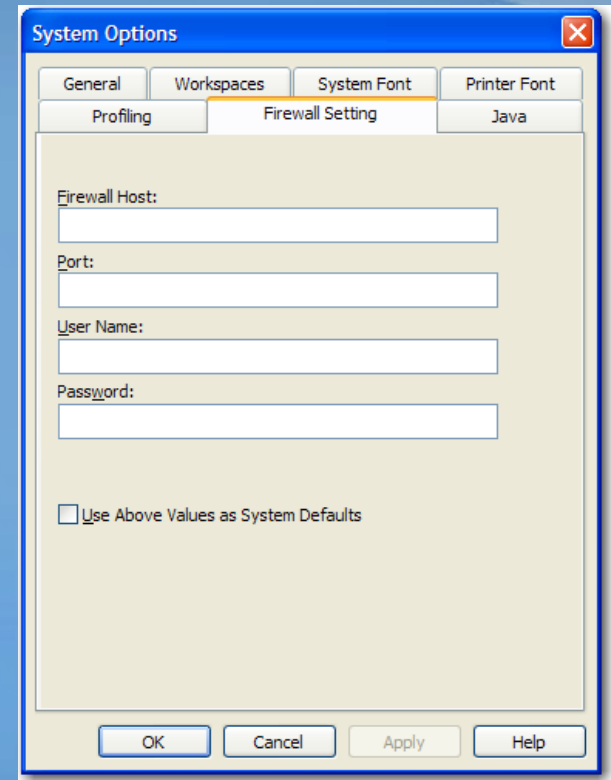 System Options
General Workspaces System Font Printer Font
Profiling Firewall Setting Java
Firewall Host:
Port:
User Name:
Password:
Use Above Values as System Defaults
OK Cancel Apply Help